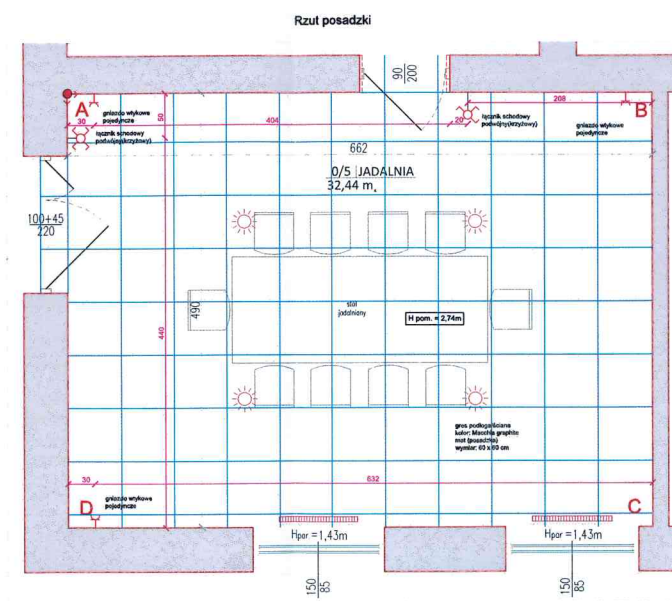 Rzut posadzki
90
200
A
30
gniazdo wtykowe
pojedyncze
50
404
20
łącznik schodowy
podwójny(krzyżowy)
208
B
gniazdo wtykowe
pojedyncze
łącznik schodowy
podwójny(krzyżowy)
662
0/5 JADALNIA
32,44 m
100+45
220
490
stół
jadalniany
H pom. = 2,74m
440
gres podłoga/ściana
kolor: Macchia graphite
mat (posadzka)
wymiar: 60 x 60 cm
30
632
D
gniazdo wtykowe
pojedyncze
C
Hpar =1,43m
Hpar =1,43m
150
85
150
85